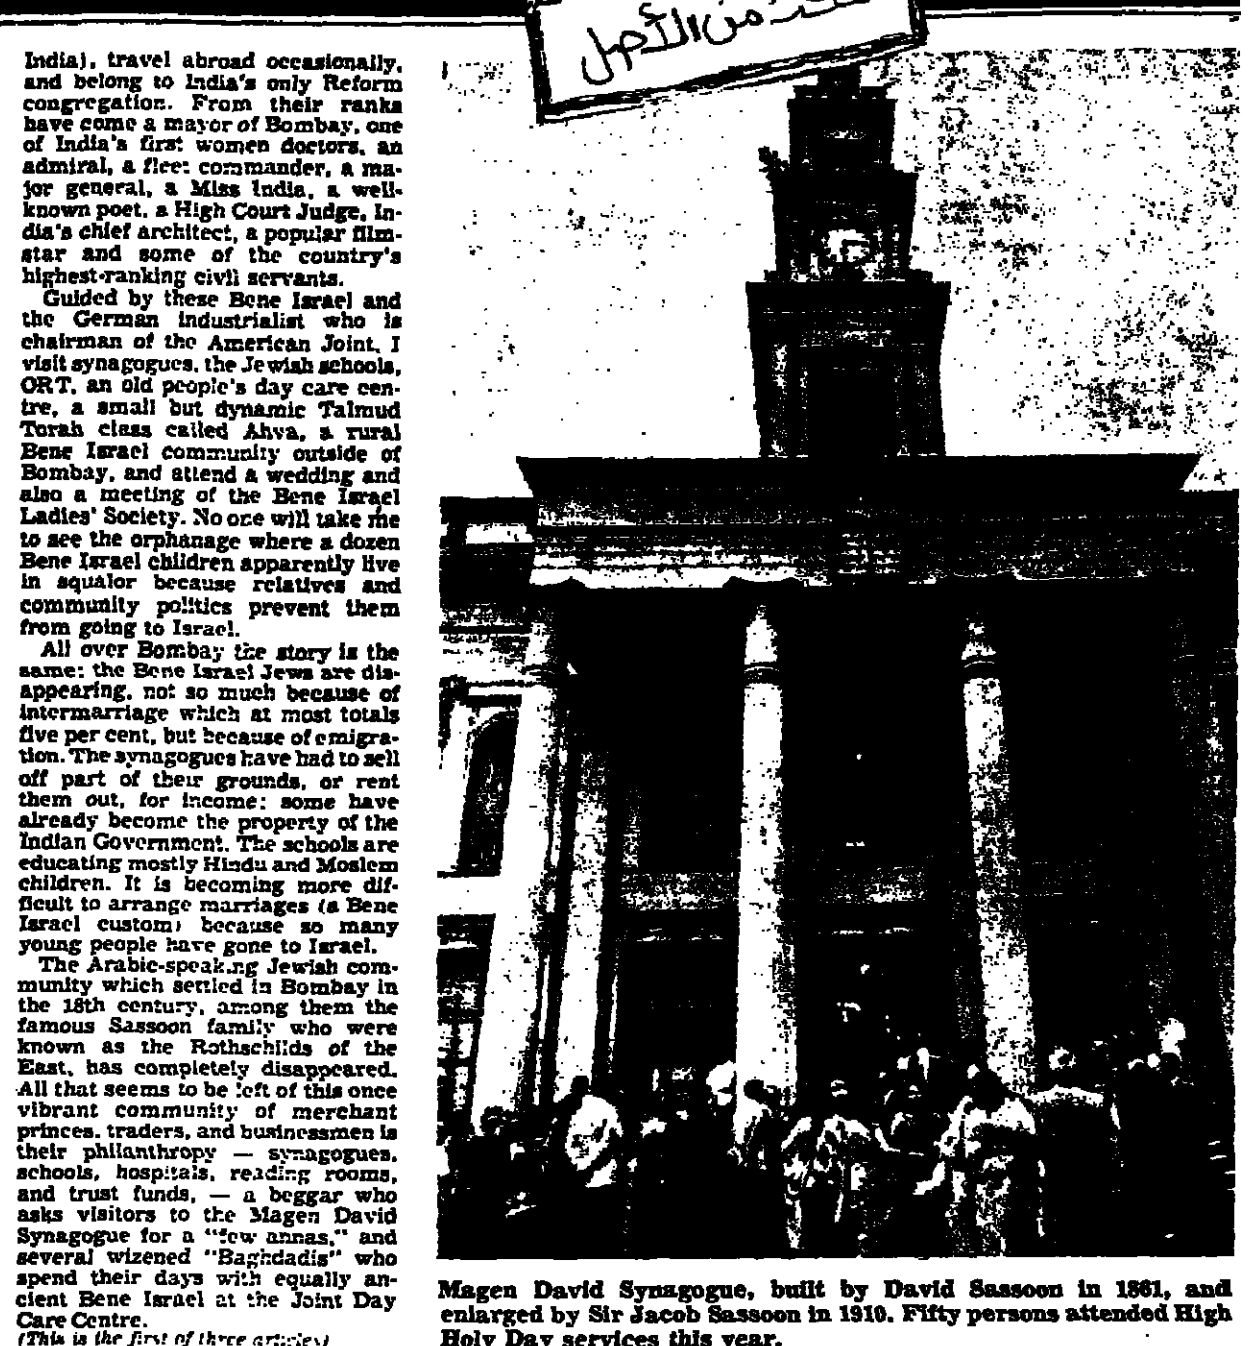 من الأصل
India), travel abroad occasionally,
and belong to India's only Reform
congregation. From their ranks
have come a mayor of Bombay, one
of India's first women doctors, an
admiral, a fleet commander, a ma-
jor general, a Miss India, a well-
known poet, a High Court Judge, In-
dia's chief architect, a popular film-
star and some of the country's
highest-ranking civil servants.
Guided by these Bene Israel and
the German industrialist who is
chairman of the American Joint, I
visit synagogues, the Jewish schools,
ORT, an old people's day care cen-
tre, a small but dynamic Talmud
Torah class called Ahva, a rural
Bene Israel community outside of
Bombay, and attend a wedding and
also a meeting of the Bene Israel
Ladies' Society. No one will take me
to see the orphanage where a dozen
Bene Israel children apparently live
in squalor because relatives and
community politics prevent them
from going to Israel.
All over Bombay the story is the
same: the Bene Israel Jews are dis-
appearing, not so much because of
intermarriage which at most totals
five per cent, but because of emigra-
tion. The synagogues have had to sell
off part of their grounds, or rent
them out, for income; some have
already become the property of the
Indian Government. The schools are
educating mostly Hindu and Moslem
children. It is becoming more dif-
ficult to arrange marriages (a Bene
Israel custom) because so many
young people have gone to Israel.
The Arabic-speaking Jewish com-
munity which settled in Bombay in
the 18th century, among them the
famous Sassoon family who were
known as the Rothschilds of the
East, has completely disappeared.
All that seems to be left of this once
vibrant community of merchant
princes, traders, and businessmen is
their philanthropy — synagogues,
schools, hospitals, reading rooms,
and trust funds, — a beggar who
asks visitors to the Magen David
Synagogue for a "few annas," and
several wizened "Baghdadis" who
spend their days with equally an-
cient Bene Israel at the Joint Day
Care Centre.
(This is the first of three articles)
Magen David Synagogue, built by David Sassoon in 1861, and
enlarged by Sir Jacob Sassoon in 1910. Fifty persons attended High
Holy Day services this year.